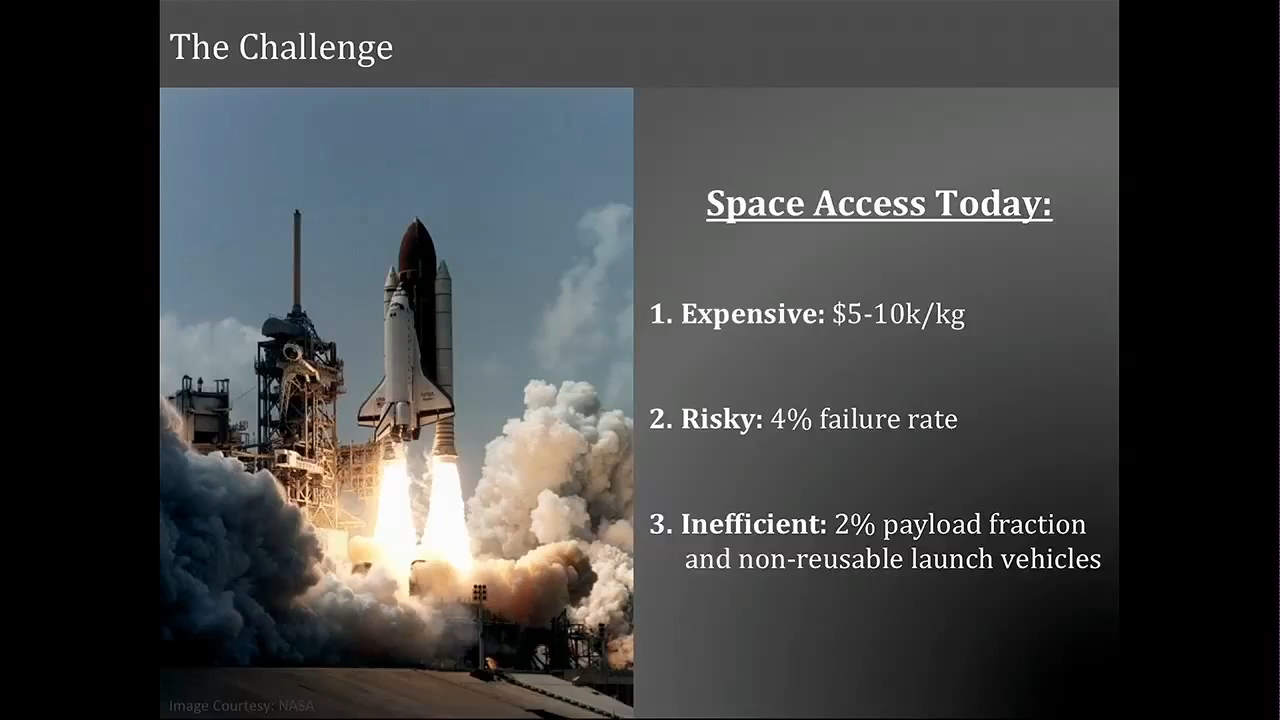 The Challenge
Space Access Today:
1. Expensive: $5-10k/kg
2. Risky: 4% failure rate
3. Inefficient: 2% payload fraction
and non-reusable launch vehicles
Image Courtesy: NASA